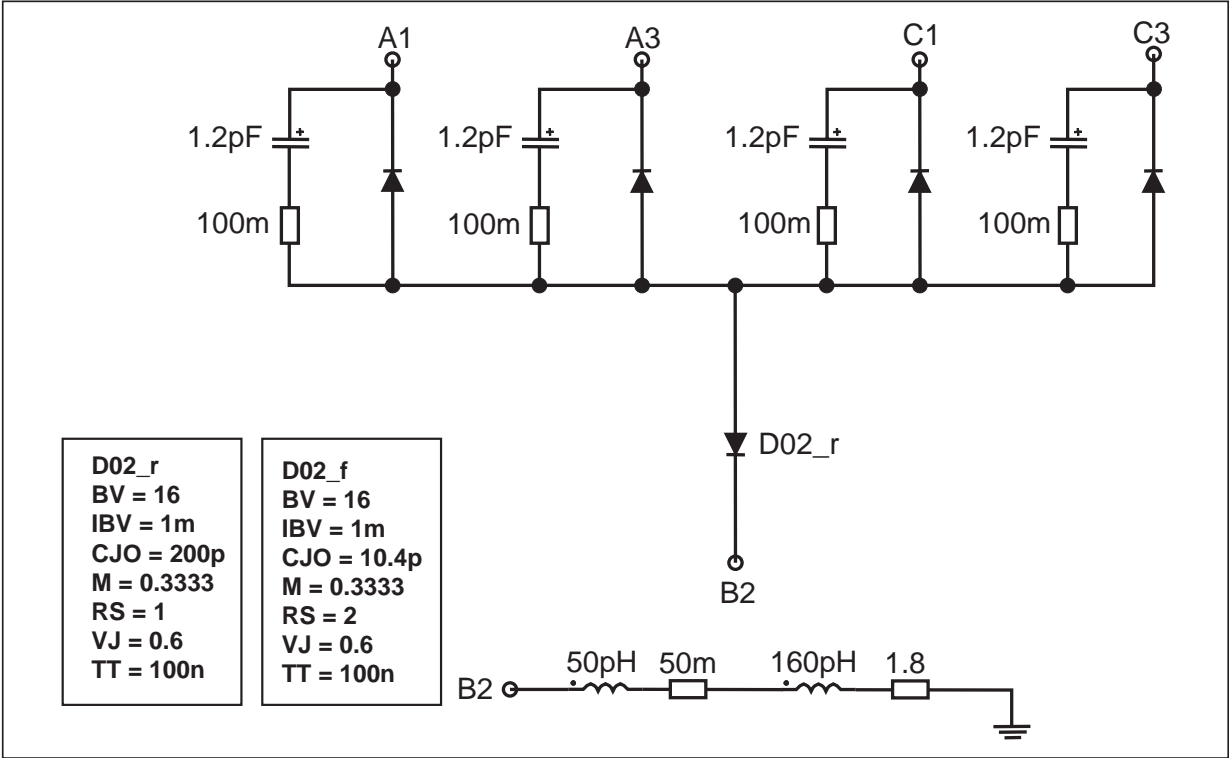 A1
A3
C1
C3
1.2pF
+
1.2pF
+
1.2pF
+
1.2pF
+
100m
100m
100m
100m
D02_r
B2
D02_r
BV = 16
IBV = 1m
CJO = 200p
M = 0.3333
RS = 1
VJ = 0.6
TT = 100n
D02_f
BV = 16
IBV = 1m
CJO = 10.4p
M = 0.3333
RS = 2
VJ = 0.6
TT = 100n
B2
50pH
50m
160pH
1.8